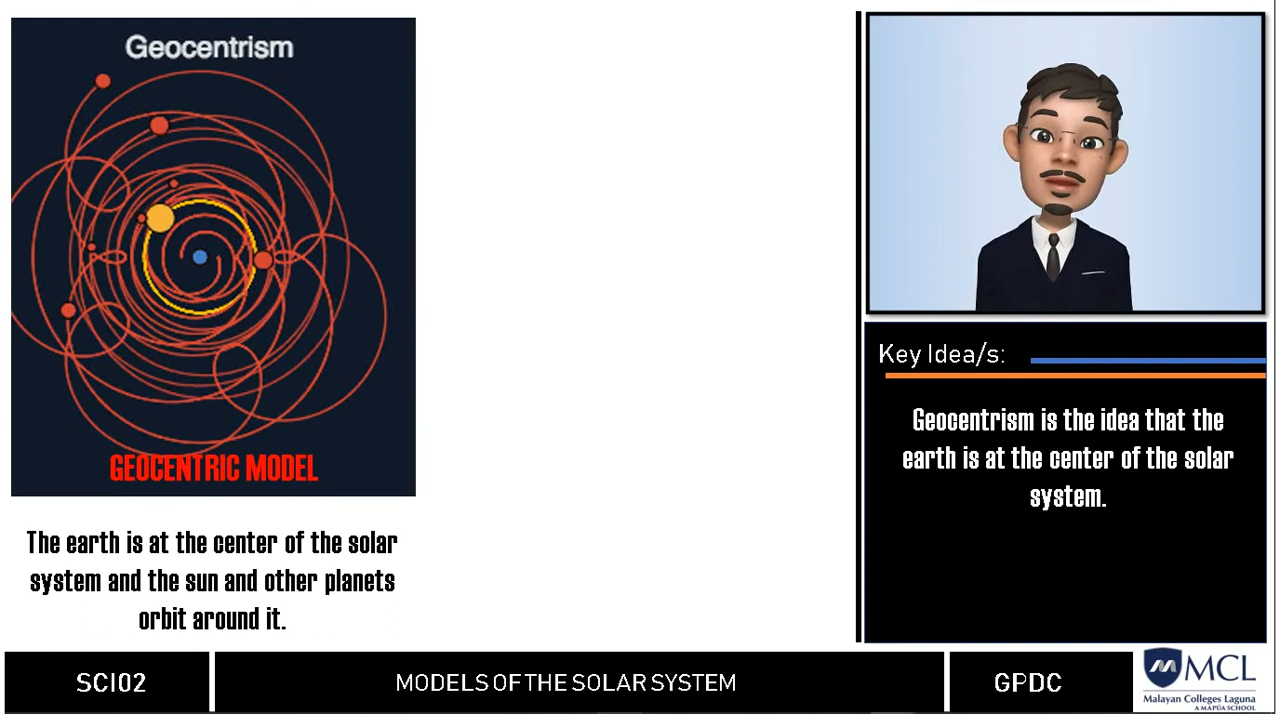 Geocentrism
GEOCENTRIC MODEL
The earth is at the center of the solar
system and the sun and other planets
orbit around it.
Key Idea/s:
Geocentrism is the idea that the
earth is at the center of the solar
system.
SCI02
MODELS OF THE SOLAR SYSTEM
GPDC
MCL
Malayan Colleges Laguna
A MAPÚA SCHOOL